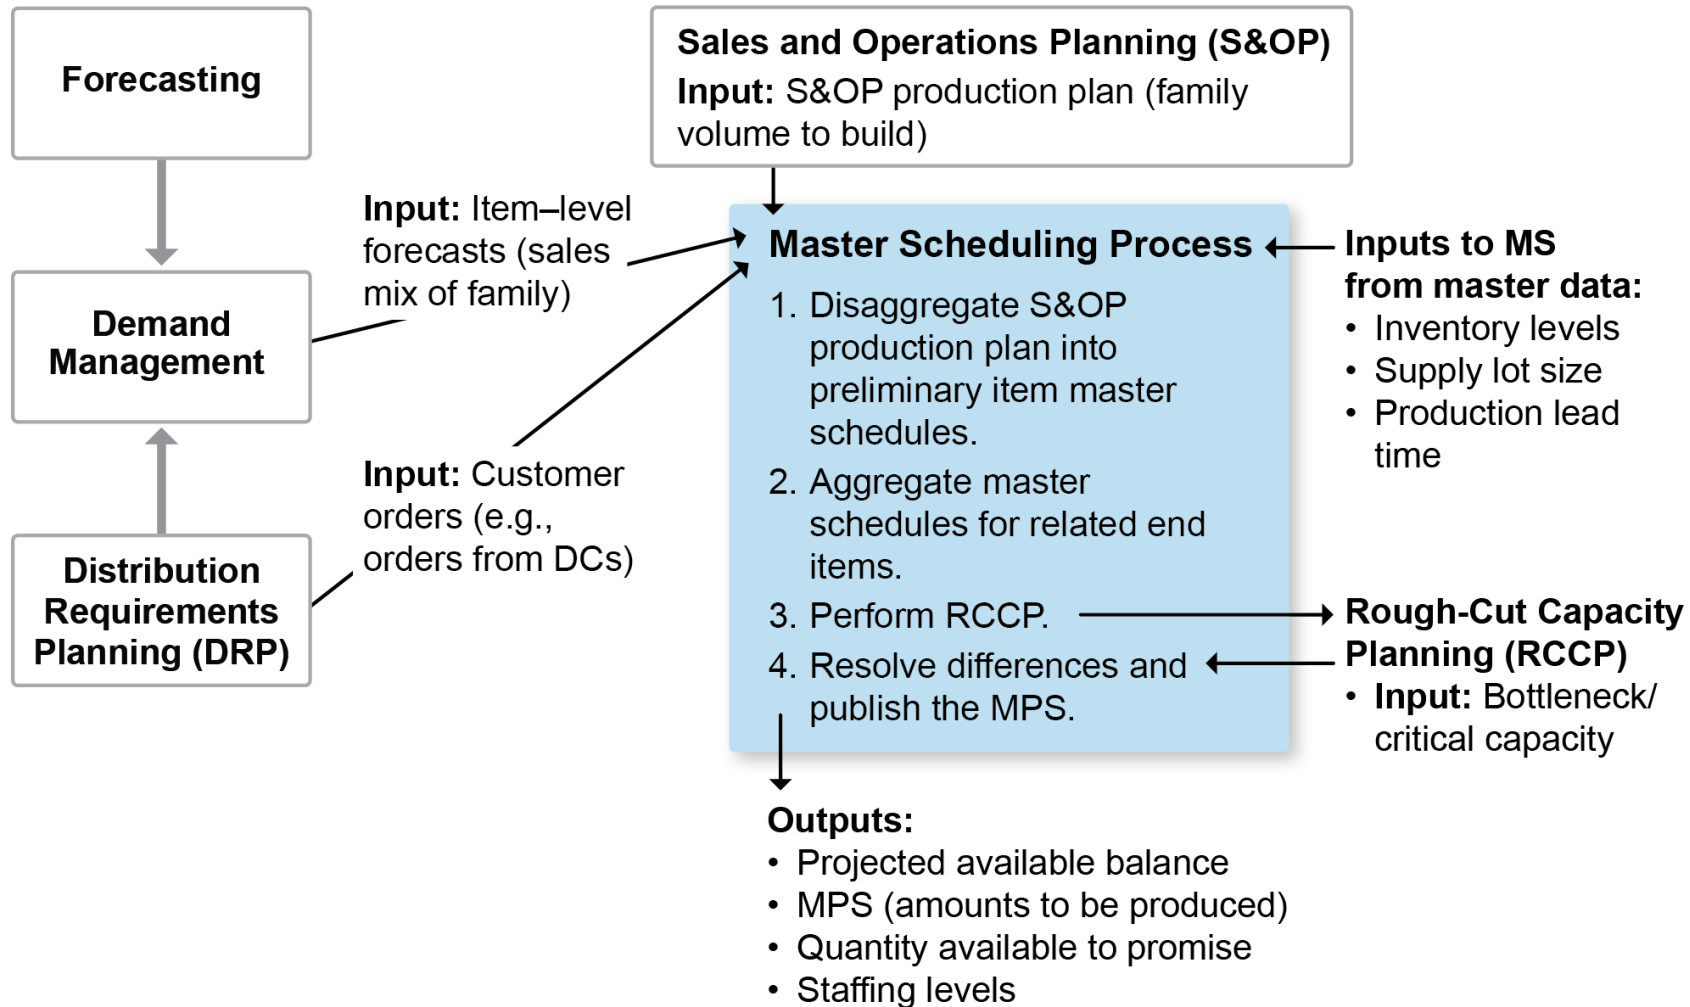 Forecasting
Demand
Management
Distribution
Requirements
Planning (DRP)
Input: Item–level
forecasts (sales
mix of family)
Input: Customer
orders (e.g.,
orders from DCs)
Sales and Operations Planning (S&OP)
Input: S&OP production plan (family
volume to build)
Master Scheduling Process
1. Disaggregate S&OP
production plan into
preliminary item master
schedules.
2. Aggregate master
schedules for related end
items.
3. Perform RCCP.
4. Resolve differences and
publish the MPS.
Inputs to MS
from master data:
• Inventory levels
• Supply lot size
• Production lead
time
Rough-Cut Capacity
Planning (RCCP)
• Input: Bottleneck/
critical capacity
Outputs:
• Projected available balance
• MPS (amounts to be produced)
• Quantity available to promise
• Staffing levels